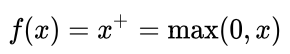 f(x) = x⁺ = max(0, x)